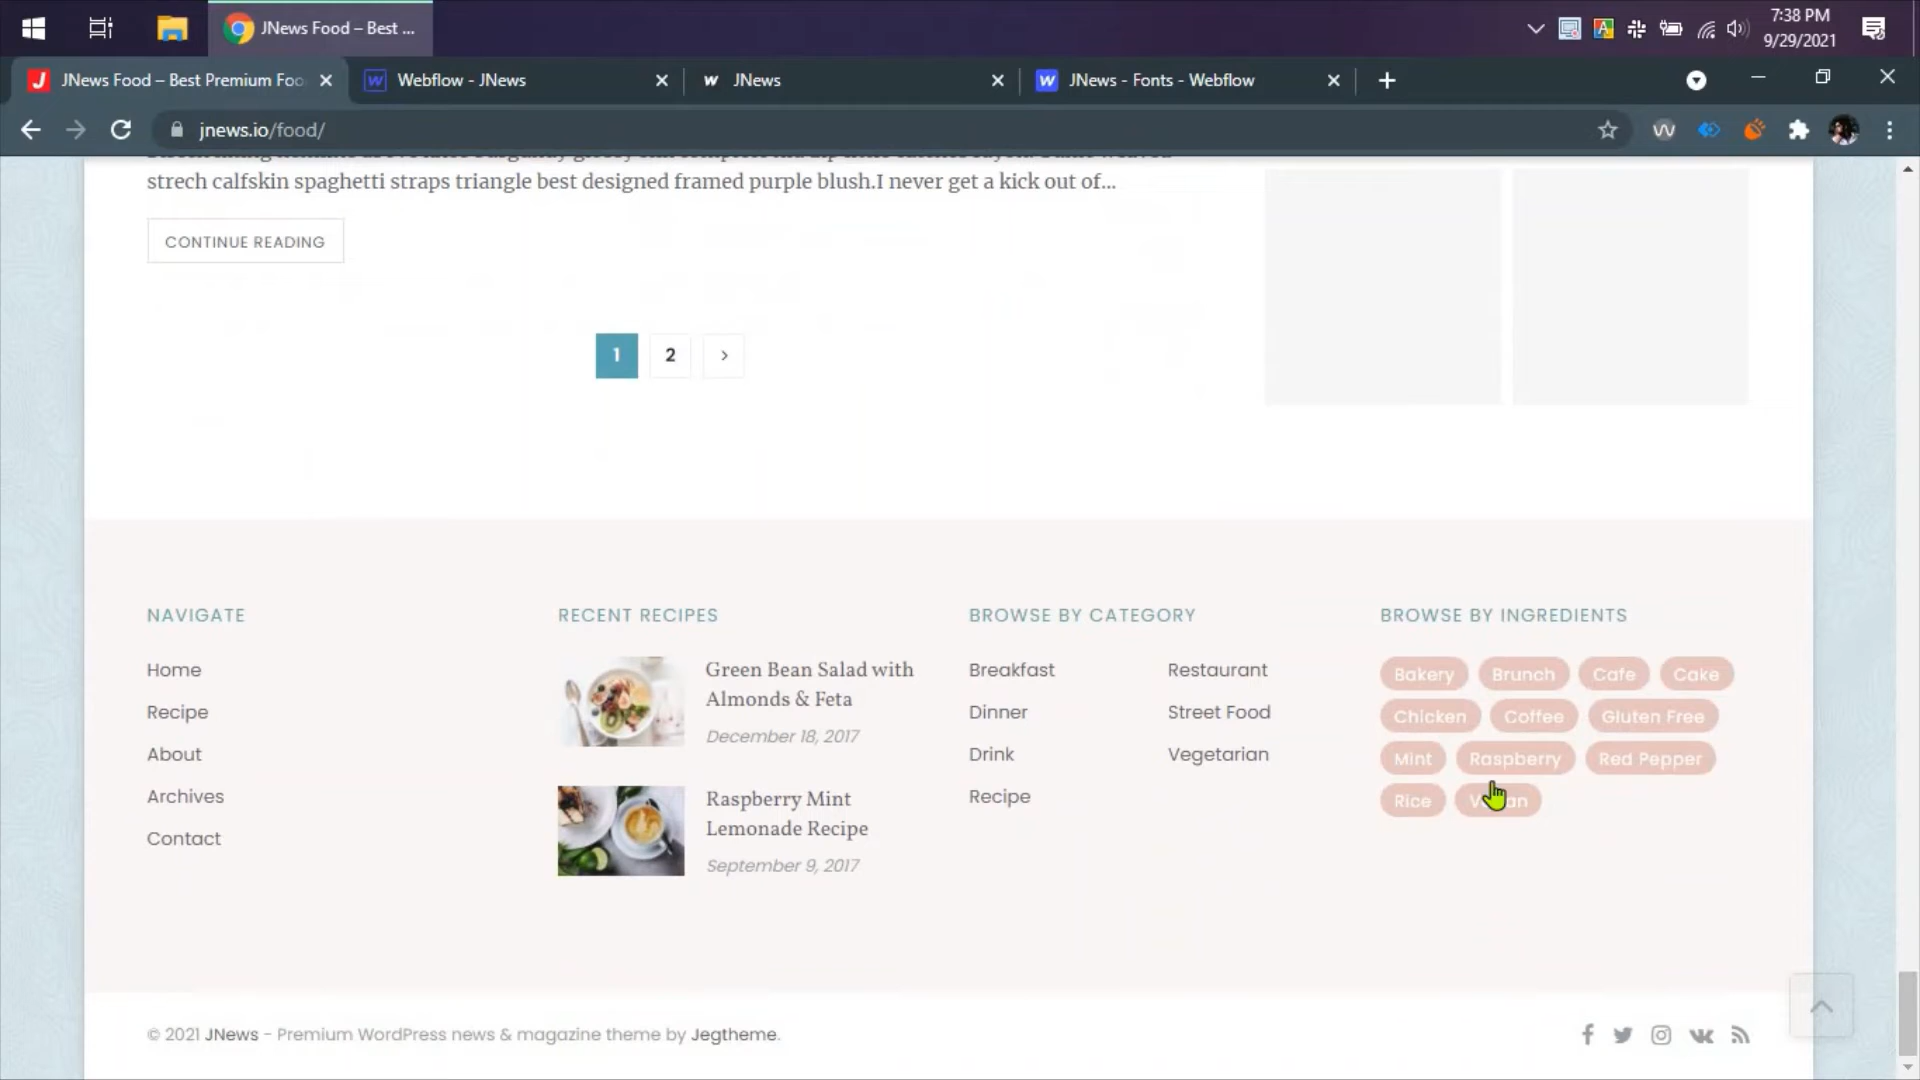 JNews Food – Best ...
7:38 PM
9/29/2021
JNews Food – Best Premium Foo
Webflow - JNews
JNews
JNews - Fonts - Webflow
jnews.io/food/
strech calfskin spaghetti straps triangle best designed framed purple blush.I never get a kick out of...
CONTINUE READING
1 2
NAVIGATE
Home
Recipe
About
Archives
Contact
RECENT RECIPES
Green Bean Salad with
Almonds & Feta
December 18, 2017
Raspberry Mint
Lemonade Recipe
September 9, 2017
BROWSE BY CATEGORY
Breakfast Restaurant
Dinner Street Food
Drink Vegetarian
Recipe
BROWSE BY INGREDIENTS
Bakery Brunch Cafe Cake
Chicken Coffee Gluten Free
Mint Raspberry Red Pepper
Rice
© 2021 JNews - Premium WordPress news & magazine theme by Jegtheme.